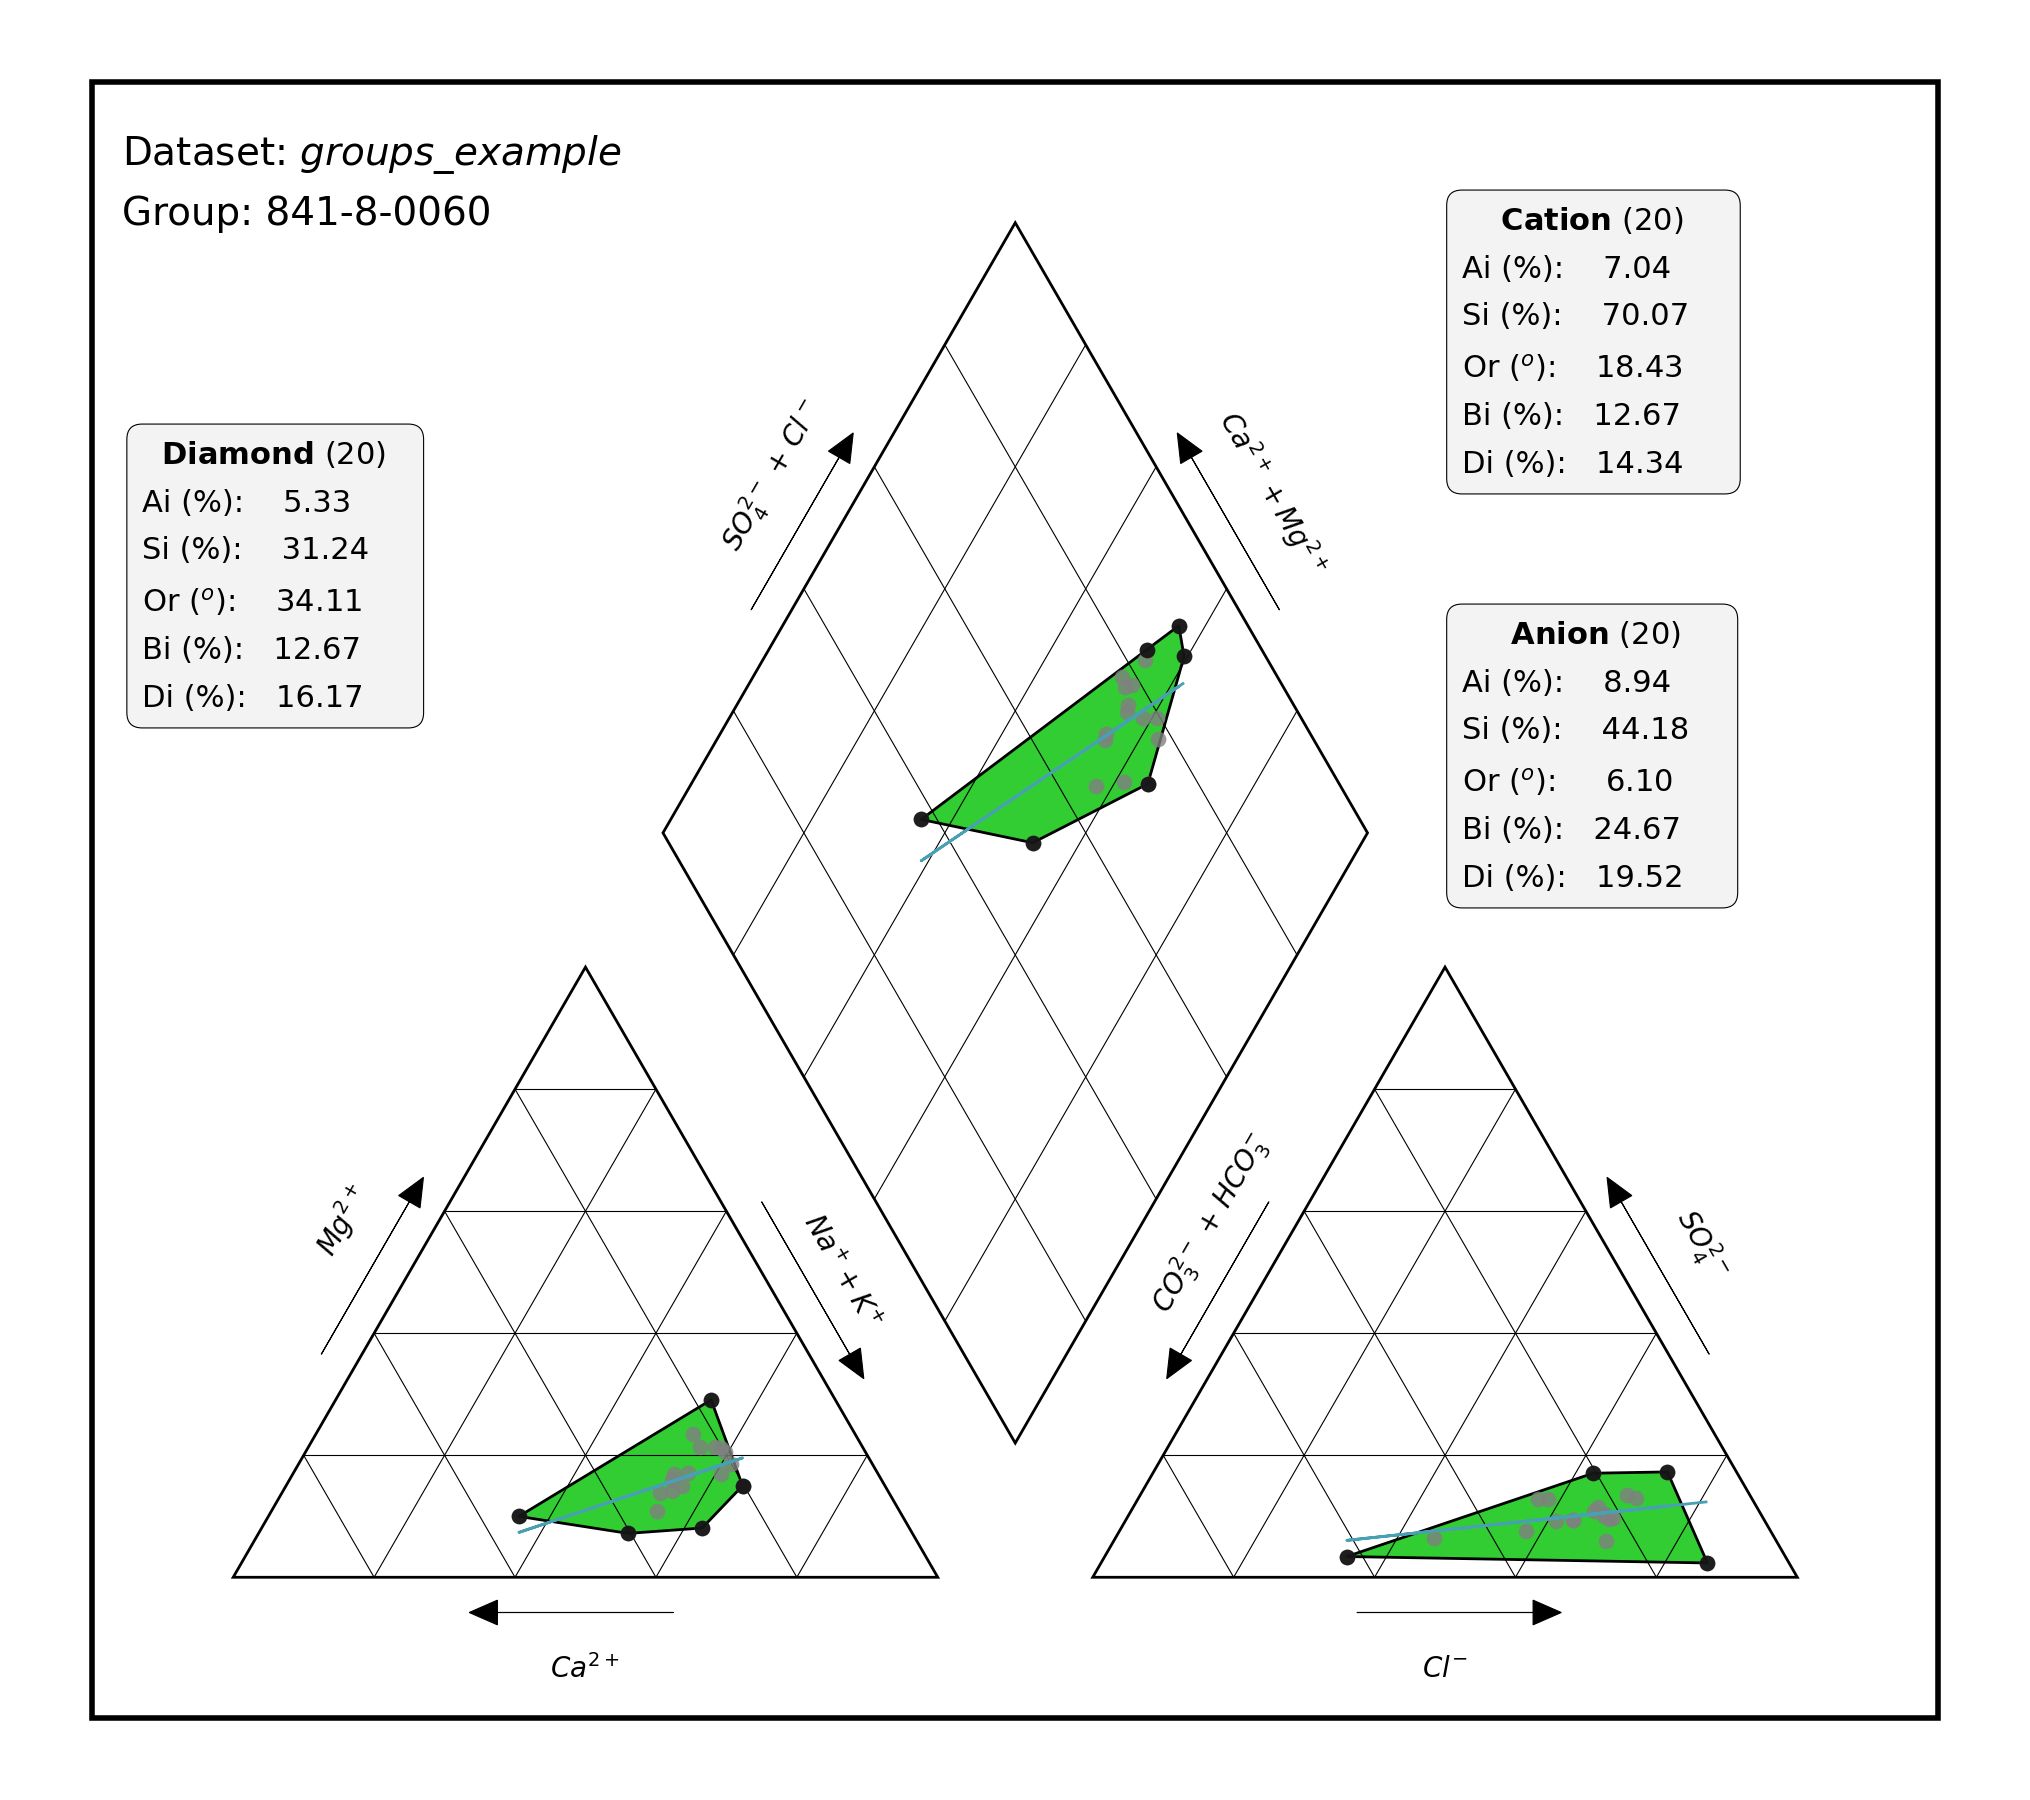 Dataset: groups_example
Group: 841-8-0060
Cation (20)
Ai (%): 7.04
Si (%): 70.07
Or (°): 18.43
Bi (%): 12.67
Di (%): 14.34
Diamond (20)
Ai (%): 5.33
Si (%): 31.24
Or (°): 34.11
Bi (%): 12.67
Di (%): 16.17
SO₄²⁻ + Cl⁻
Ca²⁺ + Mg²⁺
Anion (20)
Ai (%): 8.94
Si (%): 44.18
Or (°): 6.10
Bi (%): 24.67
Di (%): 19.52
Mg²⁺
Na⁺ + K⁺
CO₃²⁻ + HCO₃⁻
SO₄²⁻
Ca²⁺
Cl⁻